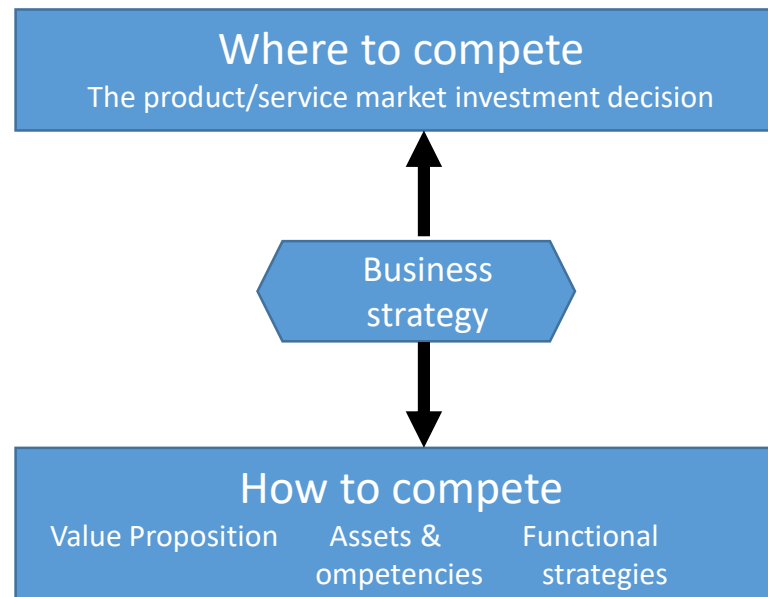 Where to compete
The product/service market investment decision
Business
strategy
How to compete
Value Proposition Assets & Functional
ompetencies strategies